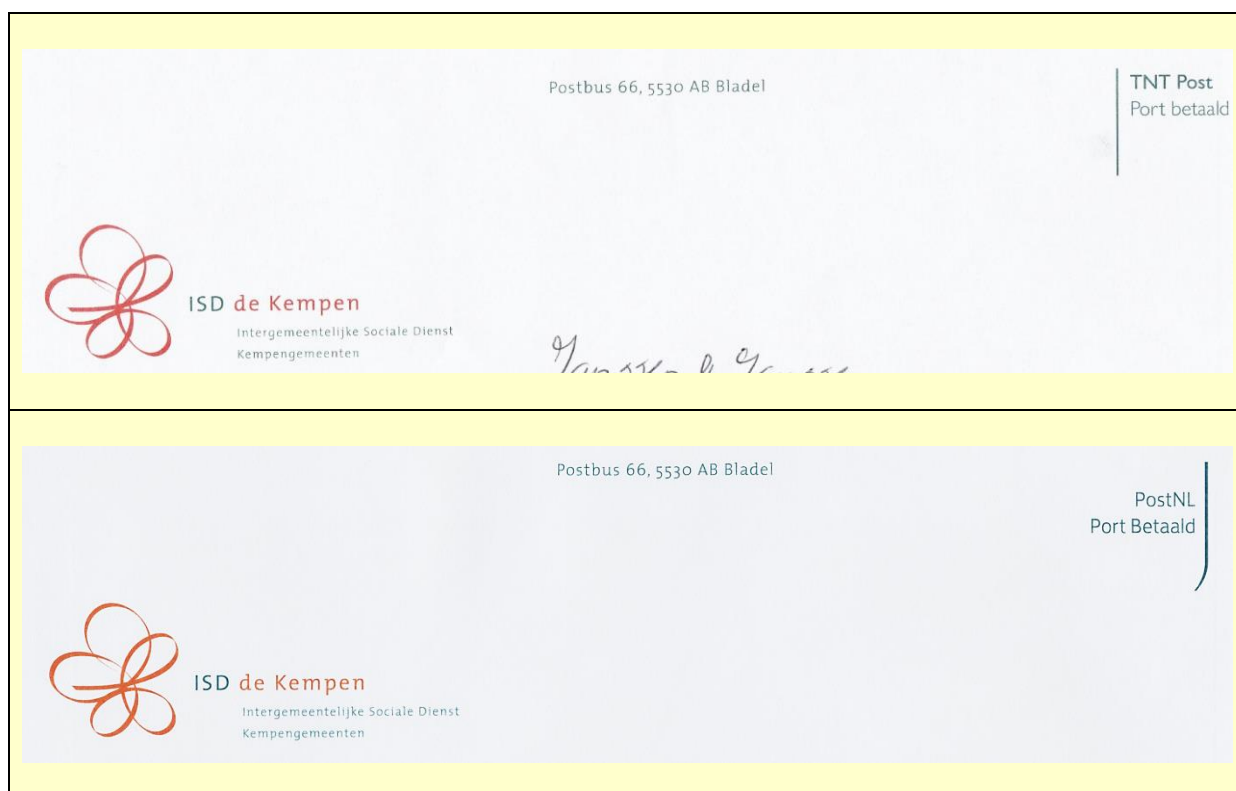 Postbus 66, 5530 AB Bladel
TNT Post
Port betaald
ISD de Kempen
Intergemeentelijke Sociale Dienst
Kempengemeenten
Postbus 66, 5530 AB Bladel
PostNL
Port Betaald
ISD de Kempen
Intergemeentelijke Sociale Dienst
Kempengemeenten